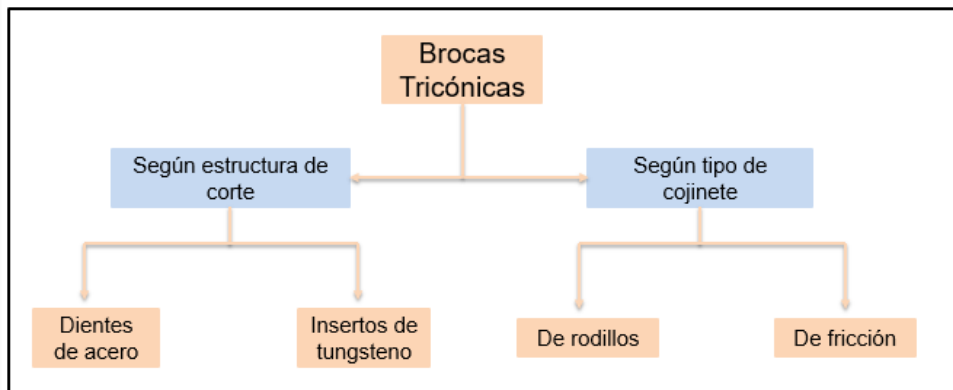 Brocas
Tricónicas
Según estructura de
corte
Según tipo de
cojinete
Dientes
de acero
Insertos de
tungsteno
De rodillos
De fricción